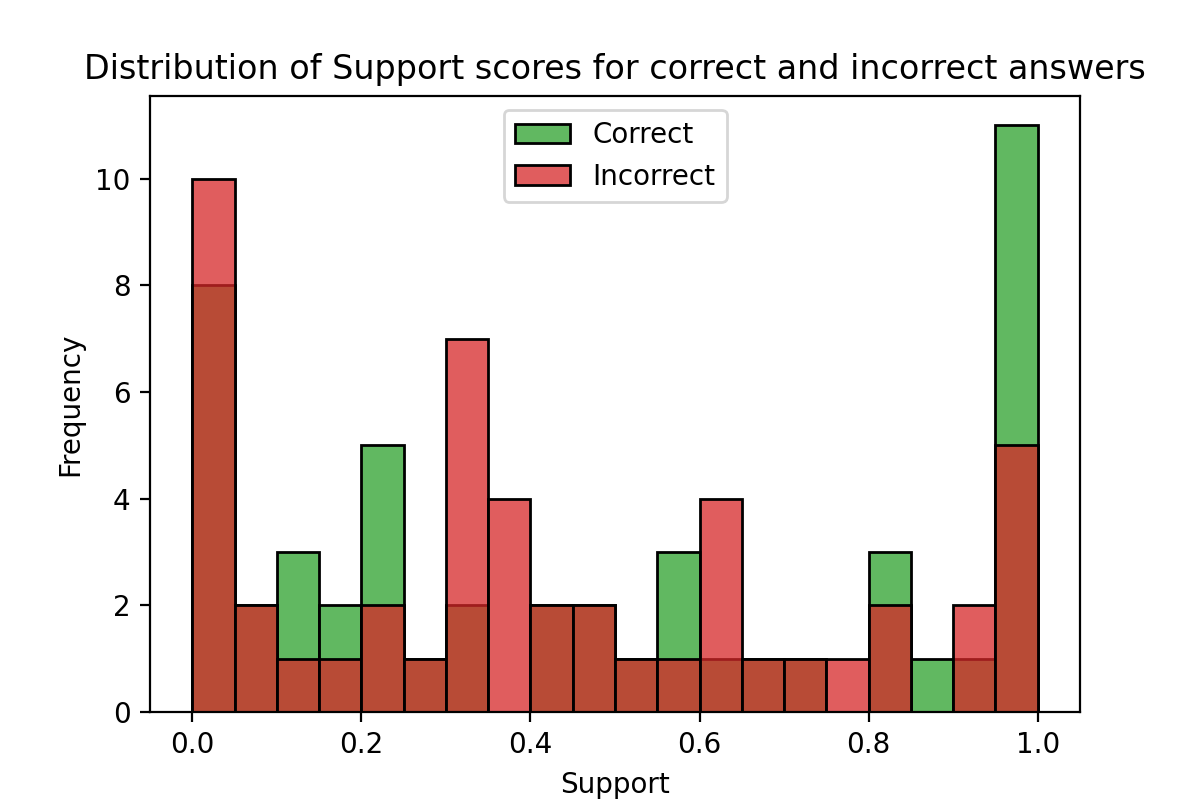 Distribution of Support scores for correct and incorrect answers
Correct
Incorrect
10
8
6
4
2
0
Frequency
0.0 0.2 0.4 0.6 0.8 1.0
Support